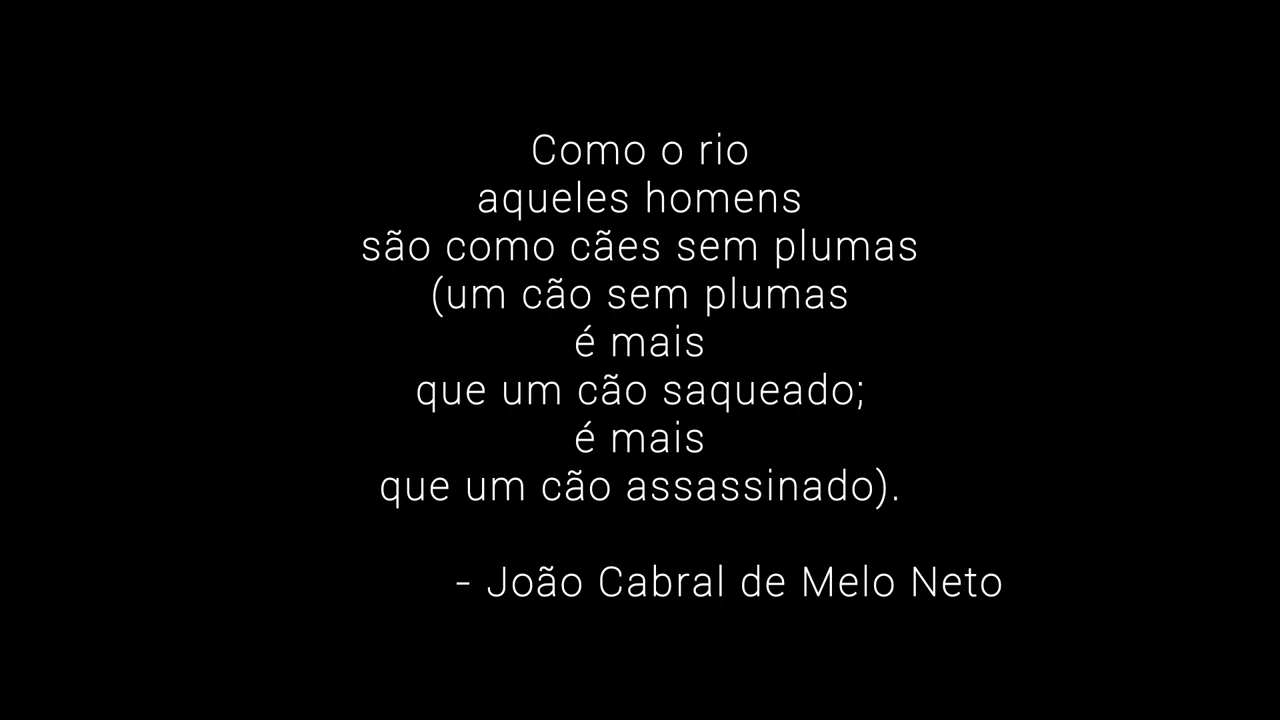 Como o rio
aqueles homens
são como cães sem plumas
(um cão sem plumas
é mais
que um cão saqueado;
é mais
que um cão assassinado).
- João Cabral de Melo Neto